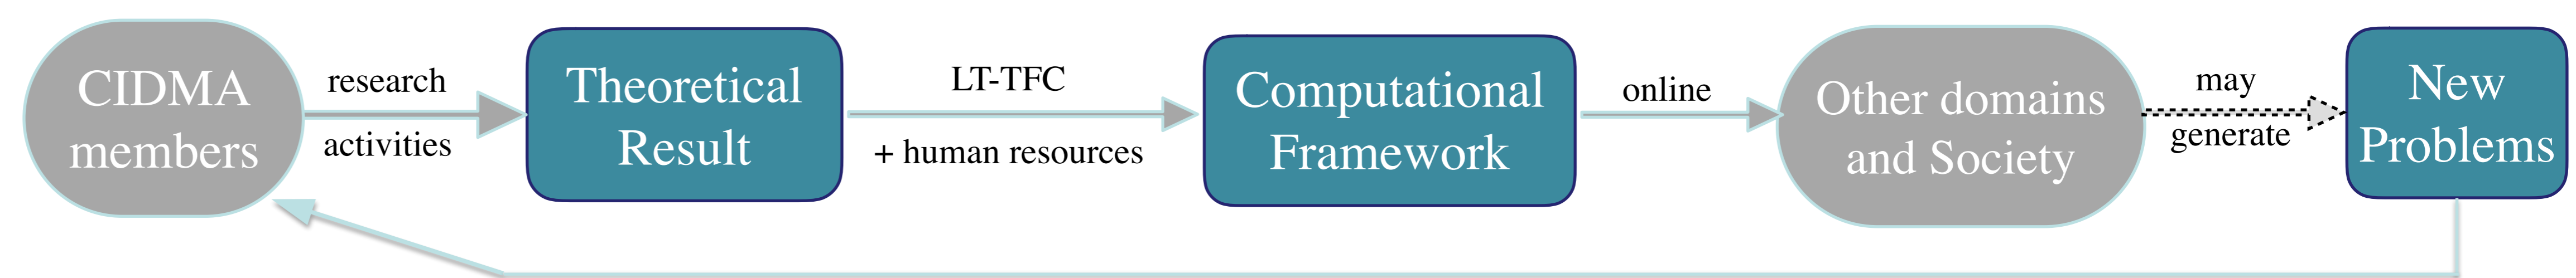 CIDMA
members
research
activities
Theoretical
Result
LT-TFC
+ human resources
Computational
Framework
online
Other domains
and Society
may
generate
New
Problems